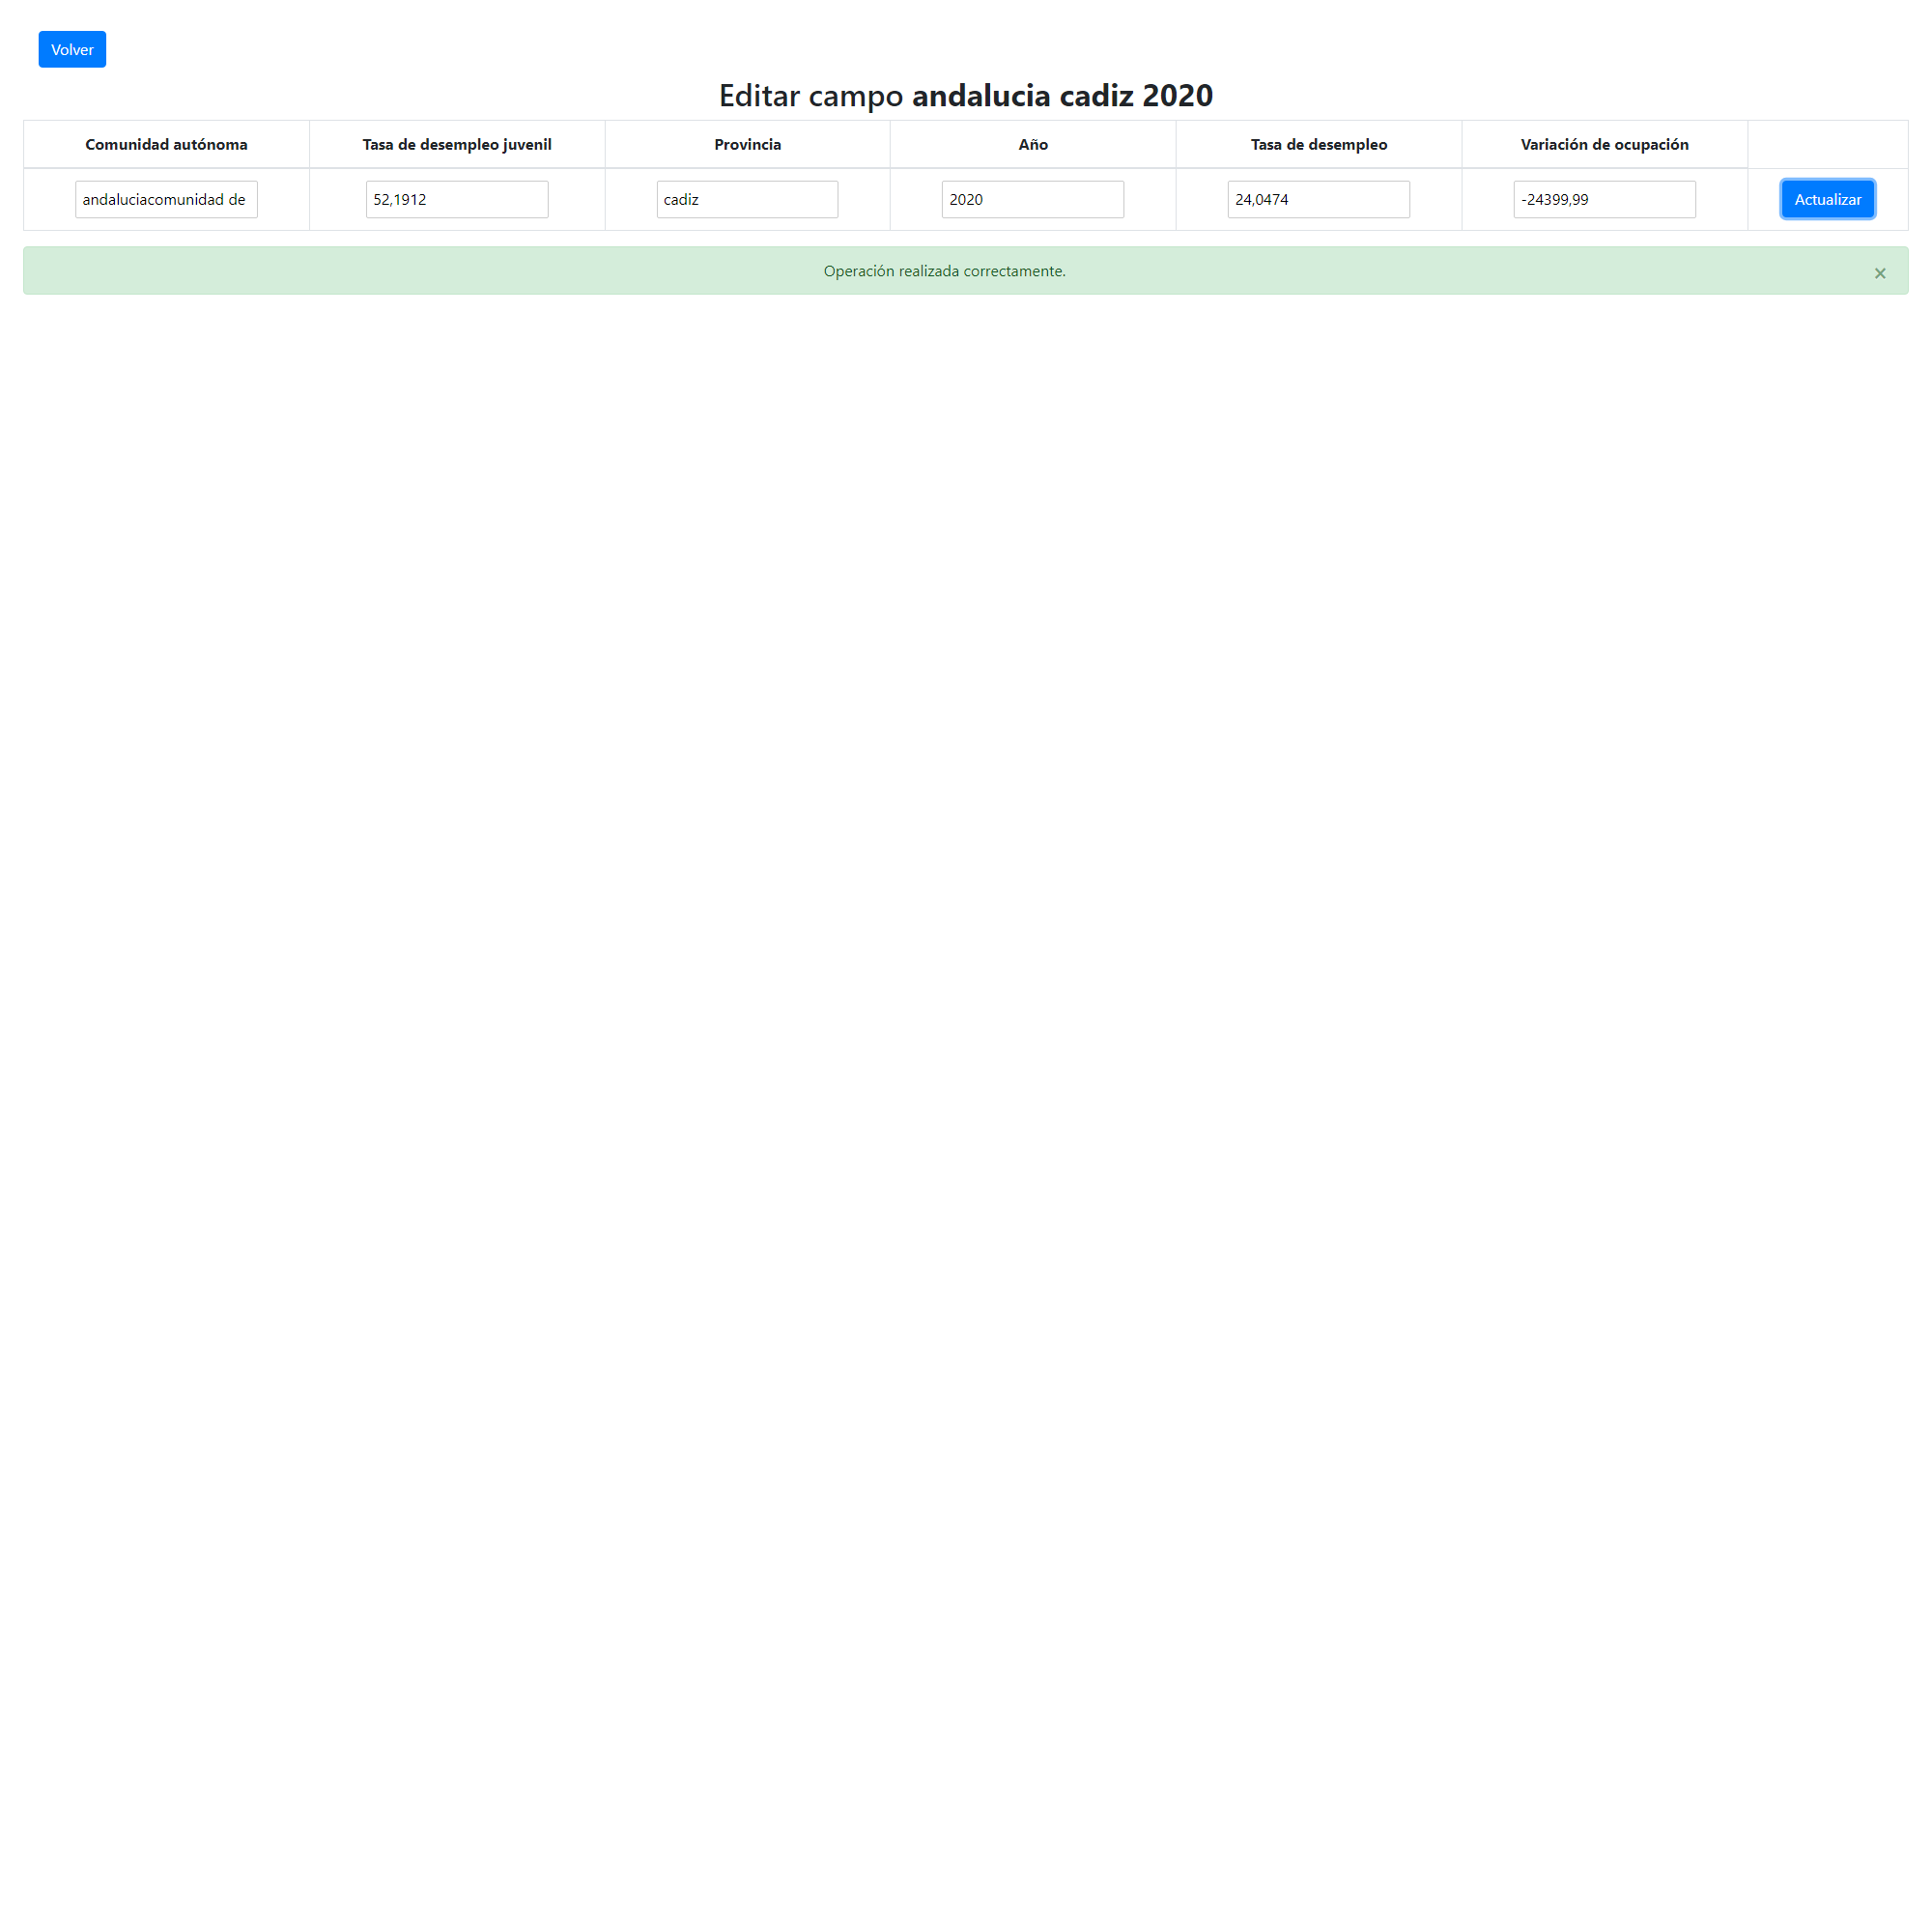 Volver
Editar campo andalucia cadiz 2020
Comunidad autónoma Tasa de desempleo juvenil Provincia Año Tasa de desempleo Variación de ocupación
andaluciacomunidad de 52,1912 cadiz 2020 24,0474 -24399,99 Actualizar
Operación realizada correctamente. ×